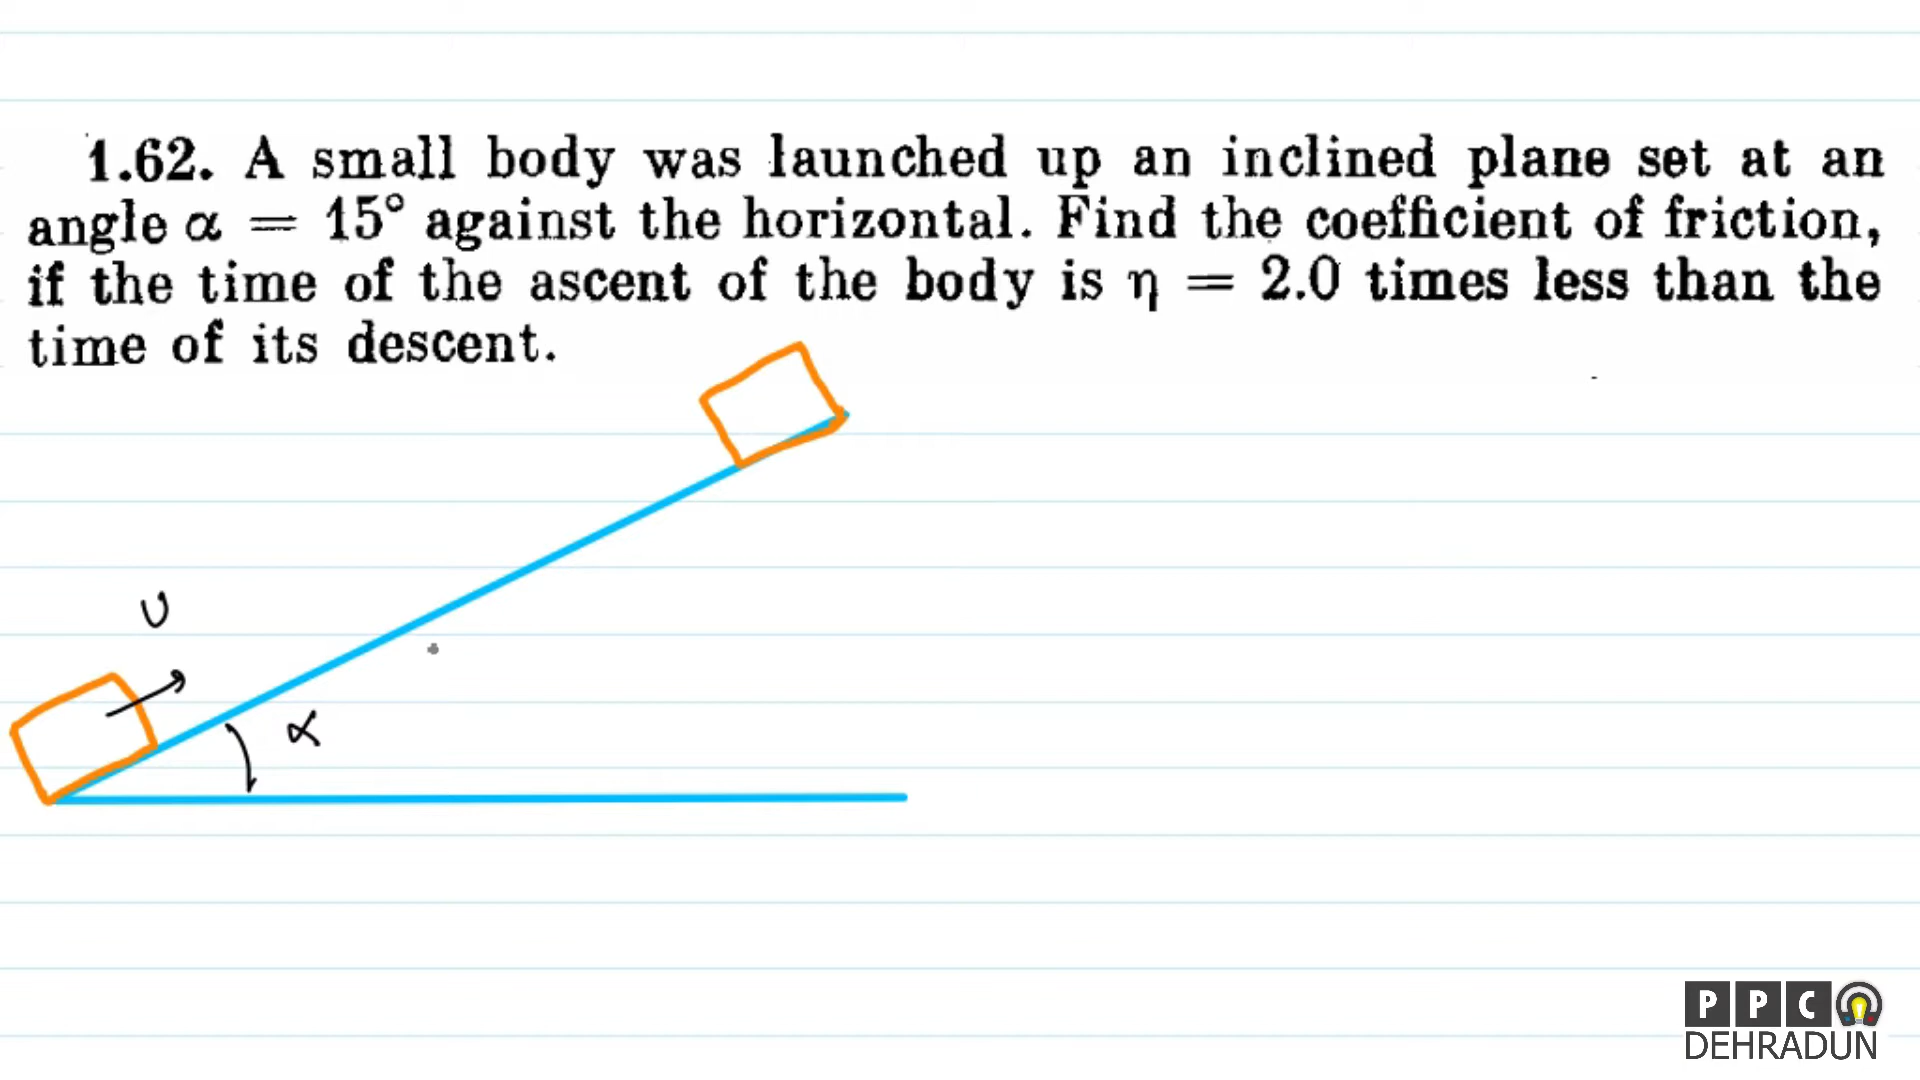 1.62. A small body was launched up an inclined plane set at an
angle α = 15° against the horizontal. Find the coefficient of friction,
if the time of the ascent of the body is η = 2.0 times less than the
time of its descent.
υ
α
PPC
DEHRADUN